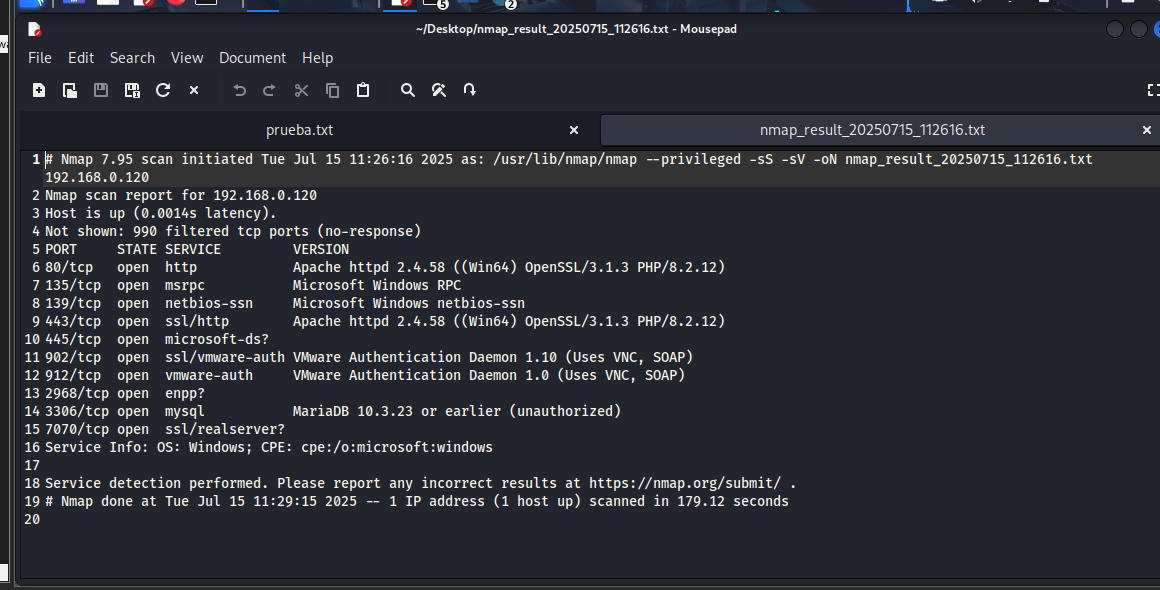 5
2
~/Desktop/nmap_result_20250715_112616.txt - Mousepad
File Edit Search View Document Help
prueba.txt
nmap_result_20250715_112616.txt
1 # Nmap 7.95 scan initiated Tue Jul 15 11:26:16 2025 as: /usr/lib/nmap/nmap --privileged -sS -sV -oN nmap_result_20250715_112616.txt
192.168.0.120
2 Nmap scan report for 192.168.0.120
3 Host is up (0.0014s latency).
4 Not shown: 990 filtered tcp ports (no-response)
5 PORT     STATE SERVICE         VERSION
6 80/tcp   open  http            Apache httpd 2.4.58 ((Win64) OpenSSL/3.1.3 PHP/8.2.12)
7 135/tcp  open  msrpc           Microsoft Windows RPC
8 139/tcp  open  netbios-ssn     Microsoft Windows netbios-ssn
9 443/tcp  open  ssl/http        Apache httpd 2.4.58 ((Win64) OpenSSL/3.1.3 PHP/8.2.12)
10 445/tcp  open  microsoft-ds?
11 902/tcp  open  ssl/vmware-auth VMware Authentication Daemon 1.10 (Uses VNC, SOAP)
12 912/tcp  open  vmware-auth     VMware Authentication Daemon 1.0 (Uses VNC, SOAP)
13 2968/tcp open  enpp?
14 3306/tcp open  mysql           MariaDB 10.3.23 or earlier (unauthorized)
15 7070/tcp open  ssl/realserver?
16 Service Info: OS: Windows; CPE: cpe:/o:microsoft:windows
17
18 Service detection performed. Please report any incorrect results at https://nmap.org/submit/ .
19 # Nmap done at Tue Jul 15 11:29:15 2025 -- 1 IP address (1 host up) scanned in 179.12 seconds
20